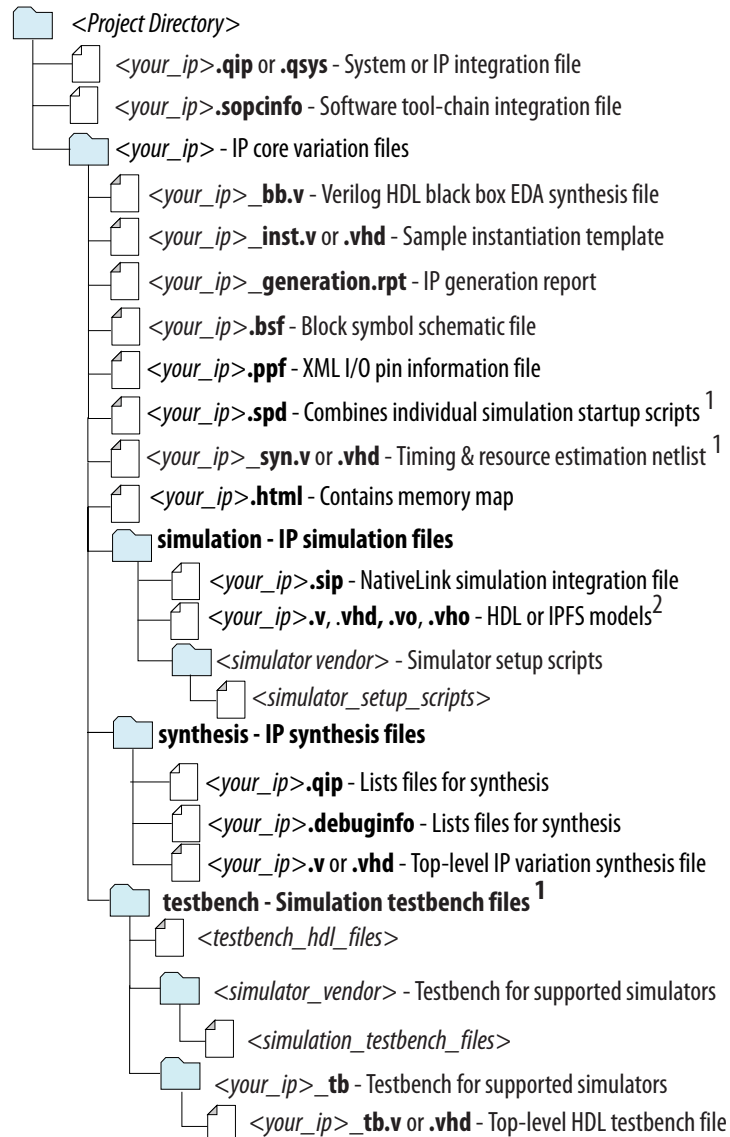 <Project Directory>
<your_ip>.qip or .qsys - System or IP integration file
<your_ip>.sopcinfo - Software tool-chain integration file
<your_ip> - IP core variation files
<your_ip>_bb.v - Verilog HDL black box EDA synthesis file
<your_ip>_inst.v or .vhd - Sample instantiation template
<your_ip>_generation.rpt - IP generation report
<your_ip>.bsf - Block symbol schematic file
<your_ip>.ppf - XML I/O pin information file
<your_ip>.spd - Combines individual simulation startup scripts 1
<your_ip>_syn.v or .vhd - Timing & resource estimation netlist 1
<your_ip>.html - Contains memory map
simulation - IP simulation files
<your_ip>.sip - NativeLink simulation integration file
<your_ip>.v, .vhd, .vo, .vho - HDL or IPFS models2
<simulator vendor> - Simulator setup scripts
<simulator_setup_scripts>
synthesis - IP synthesis files
<your_ip>.qip - Lists files for synthesis
<your_ip>.debuginfo - Lists files for synthesis
<your_ip>.v or .vhd - Top-level IP variation synthesis file
testbench - Simulation testbench files 1
<testbench_hdl_files>
<simulator_vendor> - Testbench for supported simulators
<simulation_testbench_files>
<your_ip>_tb - Testbench for supported simulators
<your_ip>_tb.v or .vhd - Top-level HDL testbench file